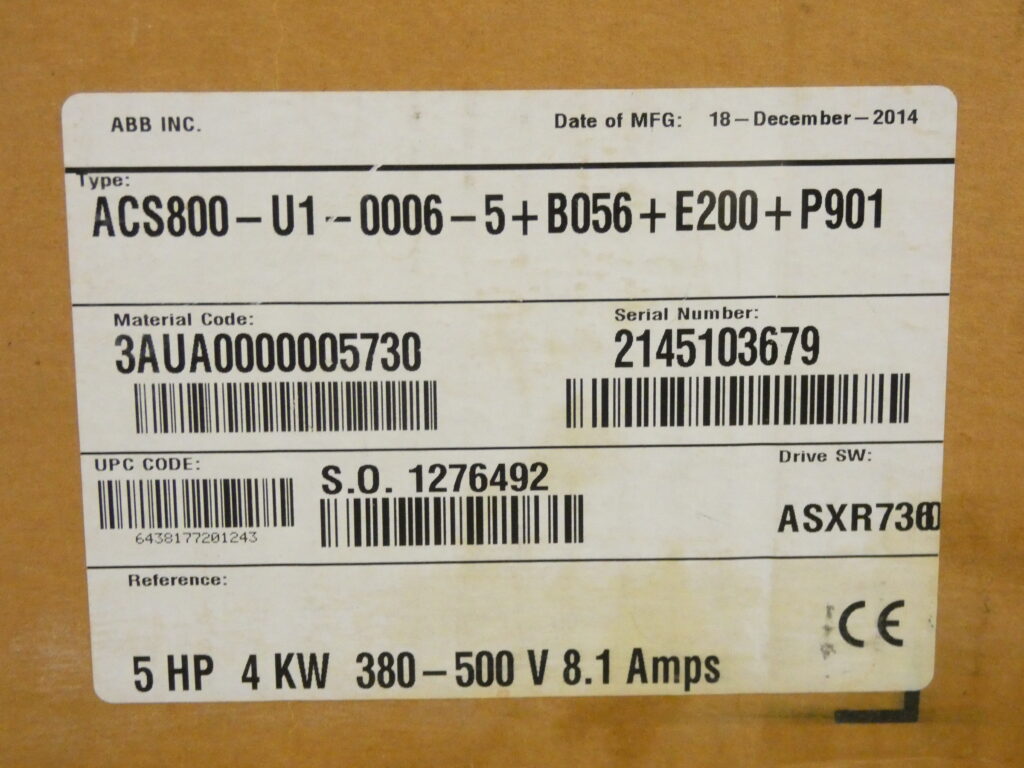 ABB INC.
Date of MFG: 18-December-2014
Type:
ACS800-U1-0006-5+B056+E200+P901
Material Code:
3AUA0000005730
Serial Number:
2145103679
UPC CODE:
6438177201243
S.O. 1276492
Drive SW:
Reference:
CE
5 HP 4 KW 380-500 V 8.1 Amps